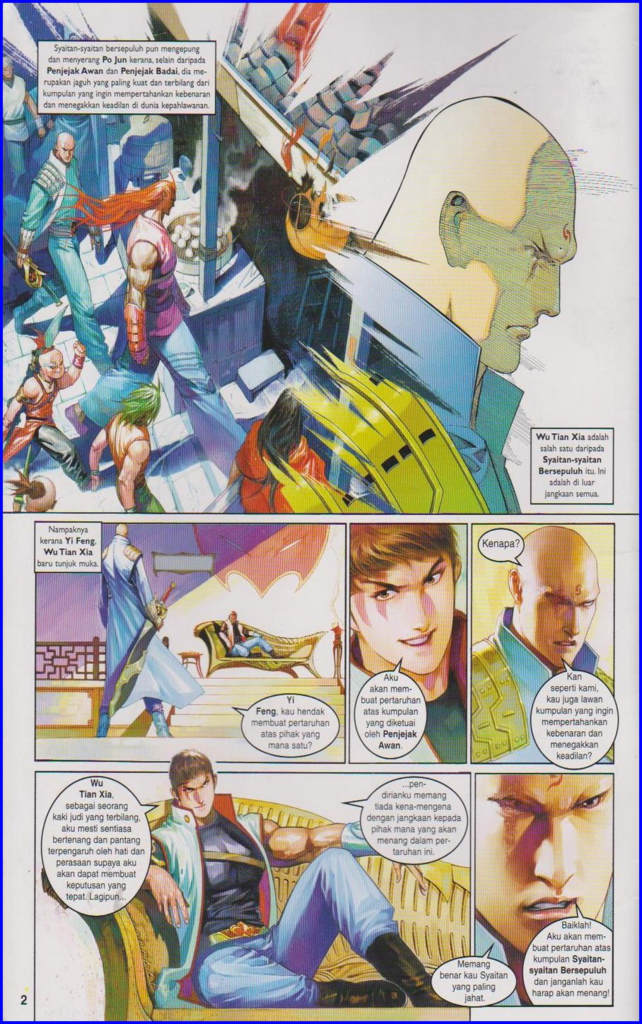 Syaitan-syaitan bersepuluh pun mengepung
dan menyerang Po Jun kerana, selain daripada
Penjejak Awan dan Penjejak Badai, dia me-
rupakan jaguh yang paling kuat dan terbilang dari
kumpulan yang ingin mempertahankan kebenaran
dan menegakkan keadilan di dunia kepahlawanan.
Wu Tian Xia adalah
salah satu daripada
Syaitan-syaitan
Bersepuluh itu. Ini
adalah di luar
jangkaan semua.
Nampaknya
kerana Yi Feng,
Wu Tian Xia
baru tunjuk muka.
Yi
Feng, kau hendak
membuat pertaruhan
atas pihak yang
mana satu?
Aku
akan mem-
buat pertaruhan
atas kumpulan
yang diketuai
oleh Penjejak
Awan.
Kenapa?
Kan
seperti kami,
kau juga lawan
kumpulan yang ingin
mempertahankan
kebenaran dan
menegakkan
keadilan?
Wu
Tian Xia,
sebagai seorang
kaki judi yang terbilang,
aku mesti sentiasa
bertenang dan pantang
terpengaruh oleh hati dan
perasaan supaya aku
akan dapat membuat
keputusan yang
tepat. Lagipun...
...pen-
dirianku memang
tiada kena-mengena
dengan jangkaan kepada
pihak mana yang akan
menang dalam per-
taruhan ini.
Memang
benar kau Syaitan
yang paling
jahat.
Baiklah!
Aku akan mem-
buat pertaruhan atas
kumpulan Syaitan-
syaitan Bersepuluh
dan janganlah kau
harap akan menang!
2